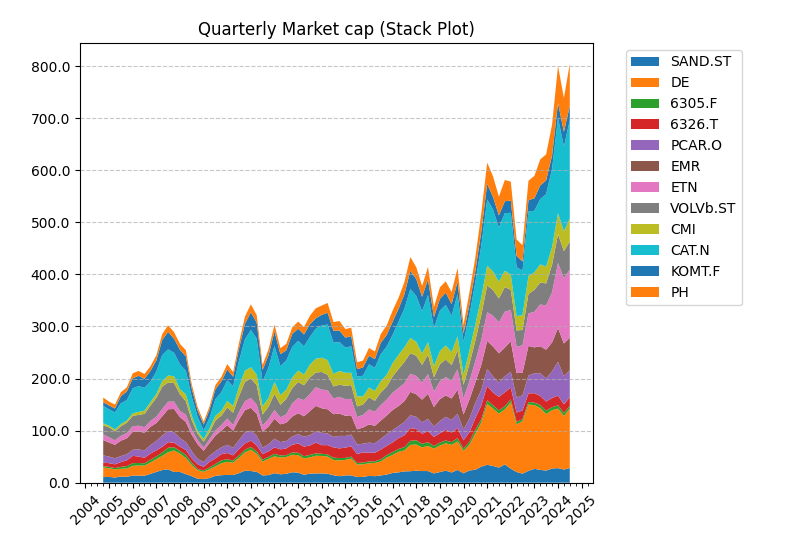 Quarterly Market cap (Stack Plot)
800.0
700.0
600.0
500.0
400.0
300.0
200.0
100.0
0.0
2004
2005
2006
2007
2008
2009
2010
2011
2012
2013
2014
2015
2016
2017
2018
2019
2020
2021
2022
2023
2024
2025
SAND.ST
DE
6305.F
6326.T
PCAR.O
EMR
ETN
VOLVb.ST
CMI
CAT.N
KOMT.F
PH